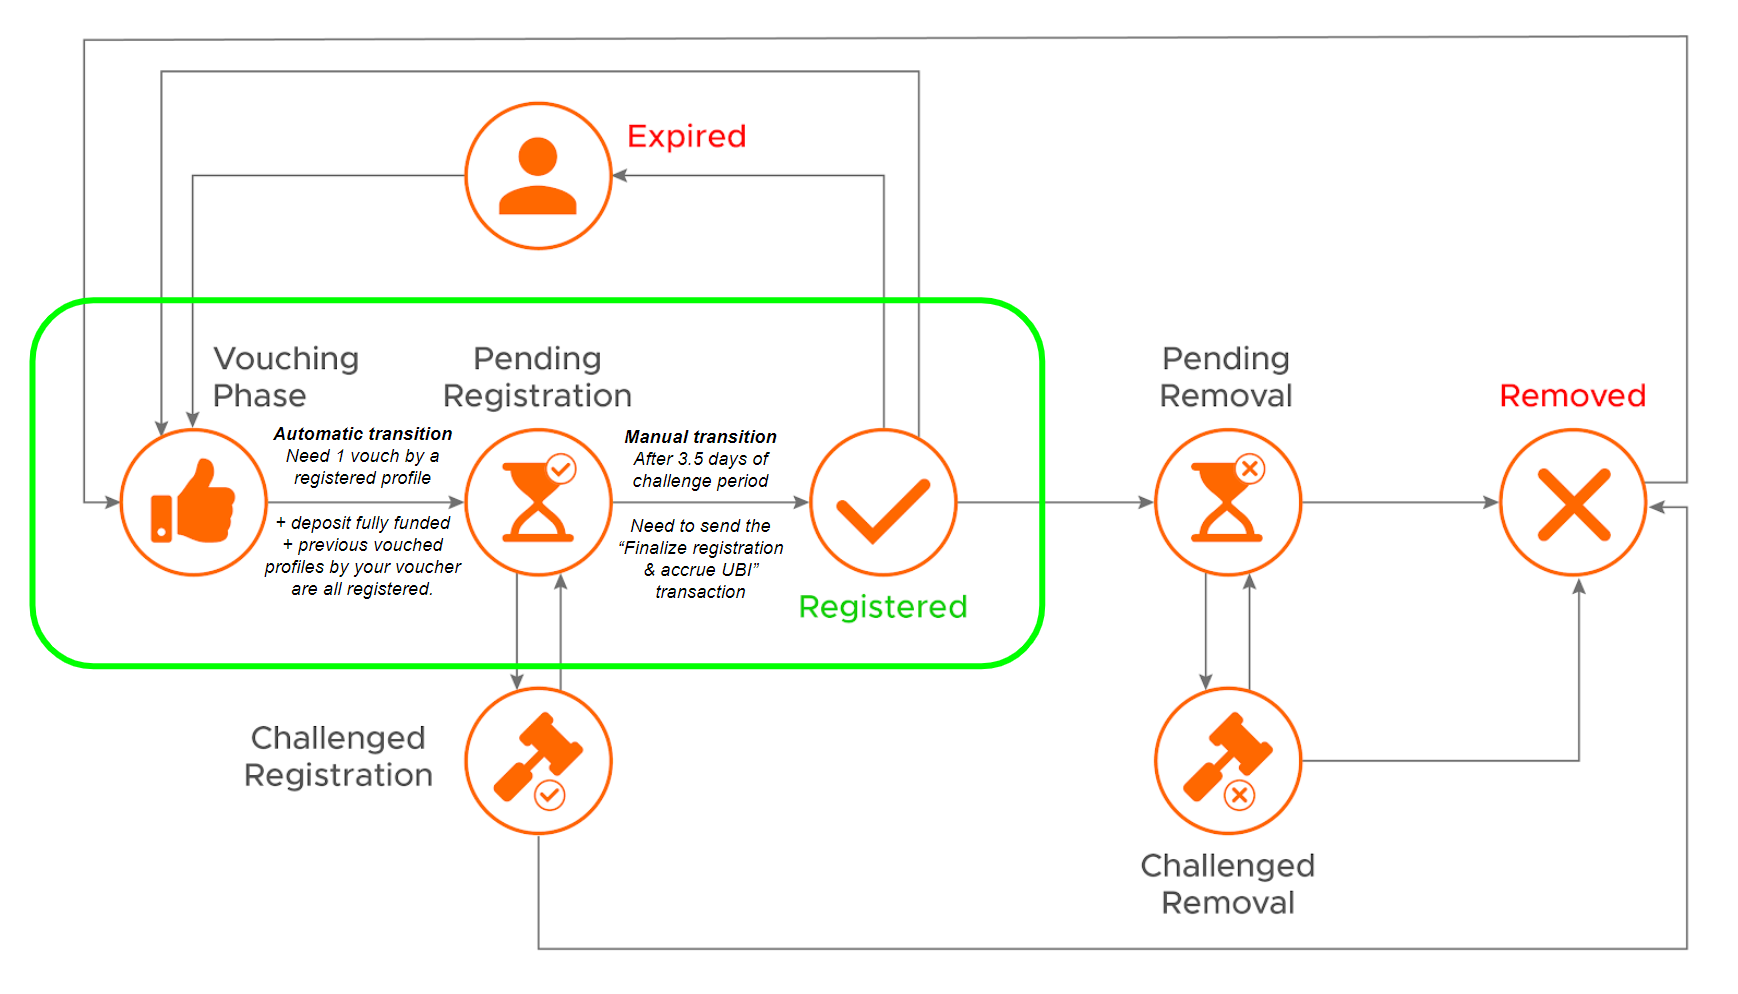 Expired
Vouching
Phase
Pending
Registration
Pending
Removal
Removed
Automatic transition
Need 1 vouch by a
registered profile
+ deposit fully funded
+ previous vouched
profiles by your voucher
are all registered.
Manual transition
After 3.5 days of
challenge period
Need to send the
“Finalize registration
& accrue UBI”
transaction
Registered
Challenged
Registration
Challenged
Removal